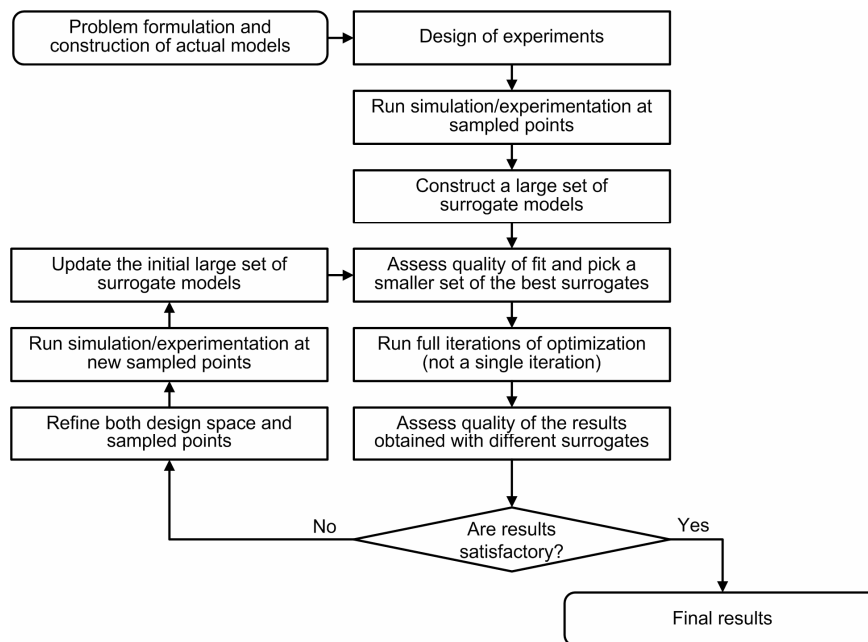 Problem formulation and
construction of actual models
Design of experiments
Run simulation/experimentation at
sampled points
Construct a large set of
surrogate models
Update the initial large set of
surrogate models
Assess quality of fit and pick a
smaller set of the best surrogates
Run simulation/experimentation at
new sampled points
Run full iterations of optimization
(not a single iteration)
Refine both design space and
sampled points
Assess quality of the results
obtained with different surrogates
No
Are results
satisfactory?
Yes
Final results